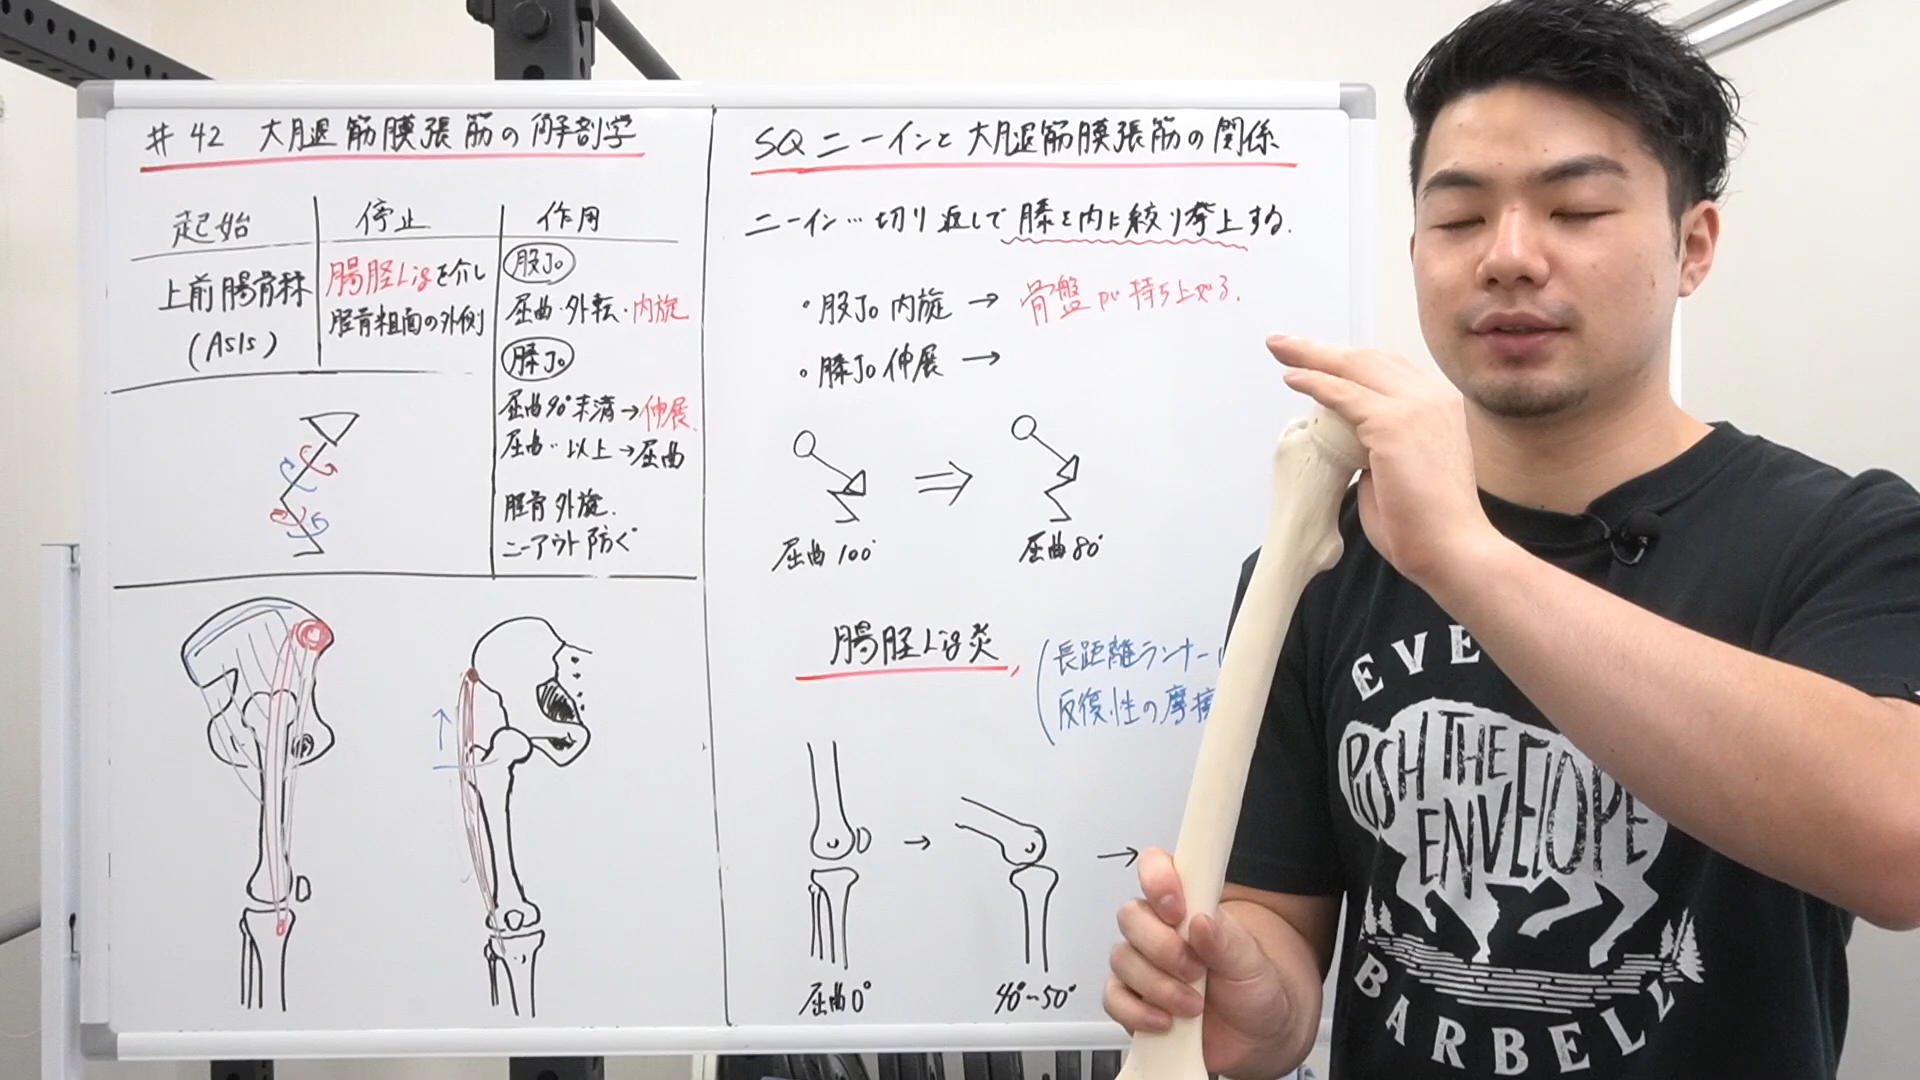 #42 大腿筋膜張筋の解剖学
起始
上前腸骨棘
(ASIS)
停止
腸脛Ligを介し
脛骨粗面の外側
作用
股Jo
屈曲・外転・内旋
膝Jo
屈曲90°未満→伸展.
屈曲‥以上→屈曲
脛骨外旋.
ニーアウト防ぐ
SQニーインと大腿筋膜張筋の関係
ニーイン…切り返しで膝を内に絞り挙上する.
・股Jo 内旋 → 骨盤が持ち上がる.
・膝Jo 伸展 →
屈曲100°
屈曲80°
腸脛Lig炎
長距離ランナー
反復性の摩擦
屈曲0°
40°~50°
EVE
PUSH THE
ENVELOPE
BARBELL